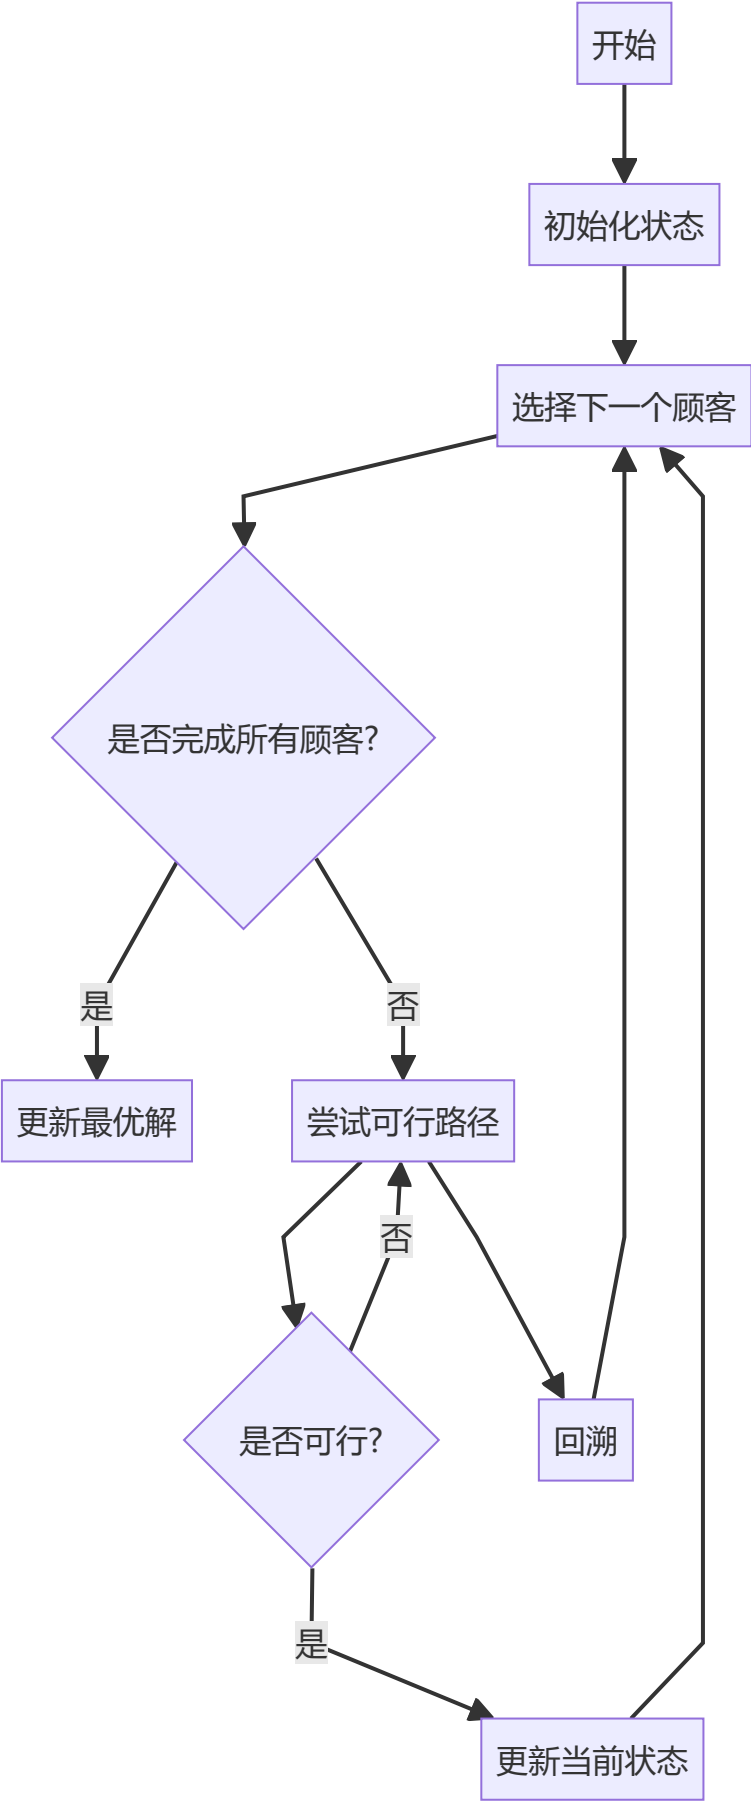 开始
初始化状态
选择下一个顾客
是否完成所有顾客?
是
否
更新最优解
尝试可行路径
否
是否可行?
回溯
是
更新当前状态